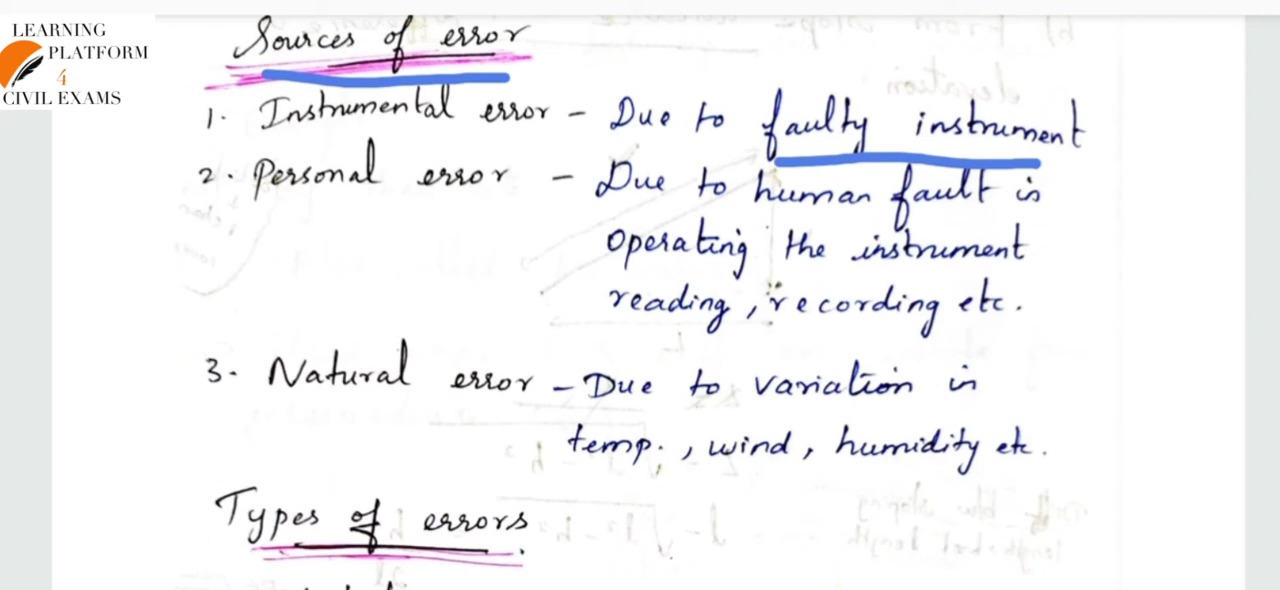 LEARNING
PLATFORM
4
CIVIL EXAMS
Sources of error
1. Instrumental error - Due to faulty instrument
2. Personal error - Due to human fault is
operating the instrument
reading, recording etc.
3. Natural error - Due to variation in
temp., wind, humidity etc.
Types of errors